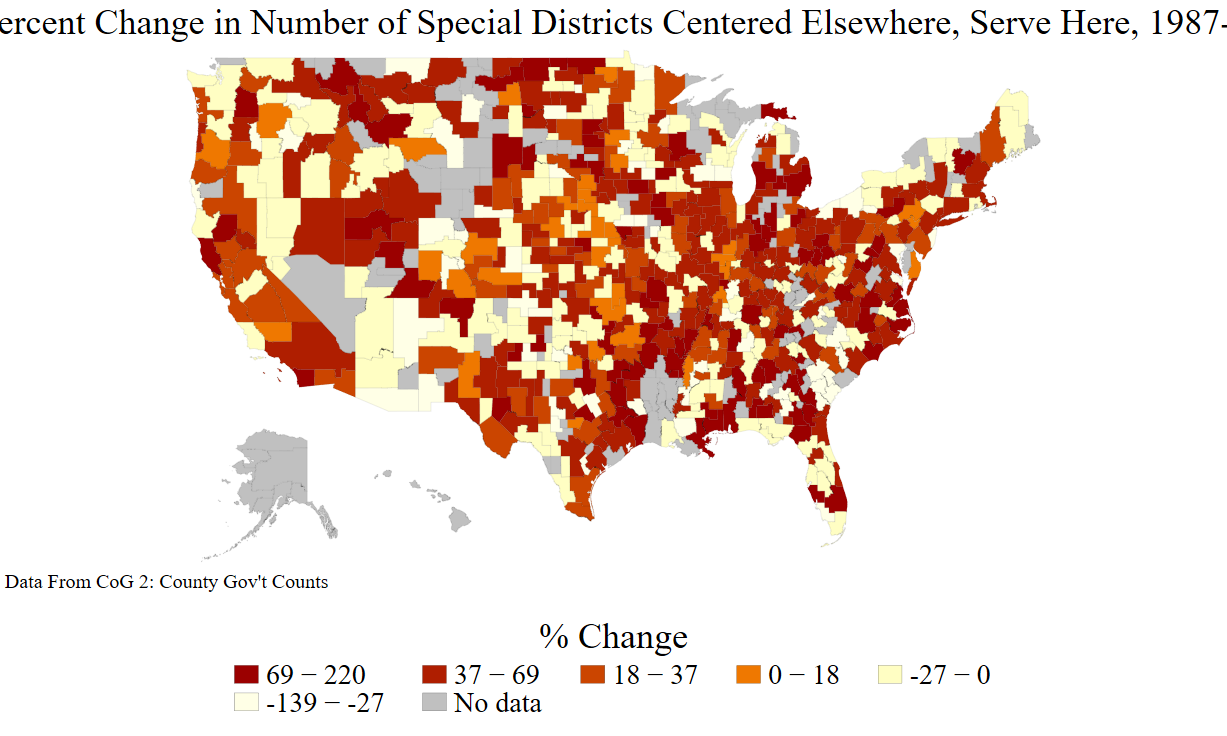 ercent Change in Number of Special Districts Centered Elsewhere, Serve Here, 1987-
Data From CoG 2: County Gov't Counts
% Change
69 − 220 37 − 69 18 − 37 0 − 18 -27 − 0
-139 − -27 No data